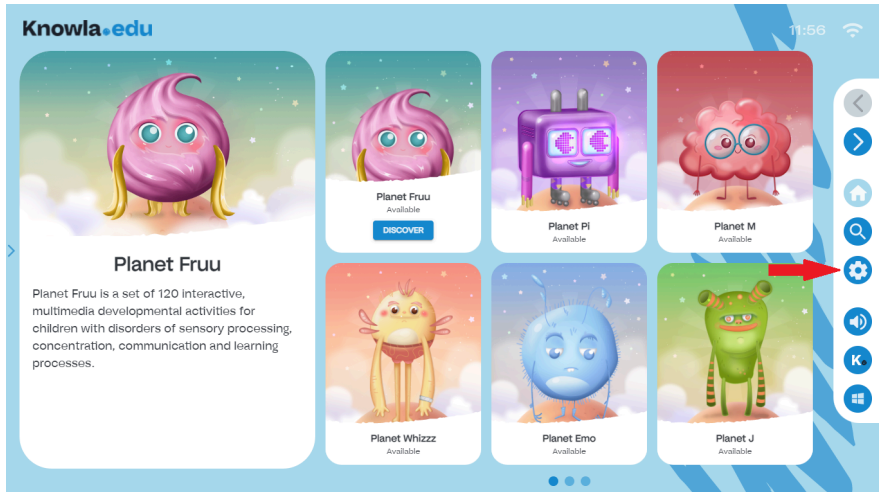 Knowla.edu
11:56
Planet Fruu
Planet Fruu is a set of 120 interactive,
multimedia developmental activities for
children with disorders of sensory processing,
concentration, communication and learning
processes.
Planet Fruu
Available
DISCOVER
Planet Pi
Available
Planet M
Available
Planet Whizzz
Available
Planet Emo
Available
Planet J
Available
K.